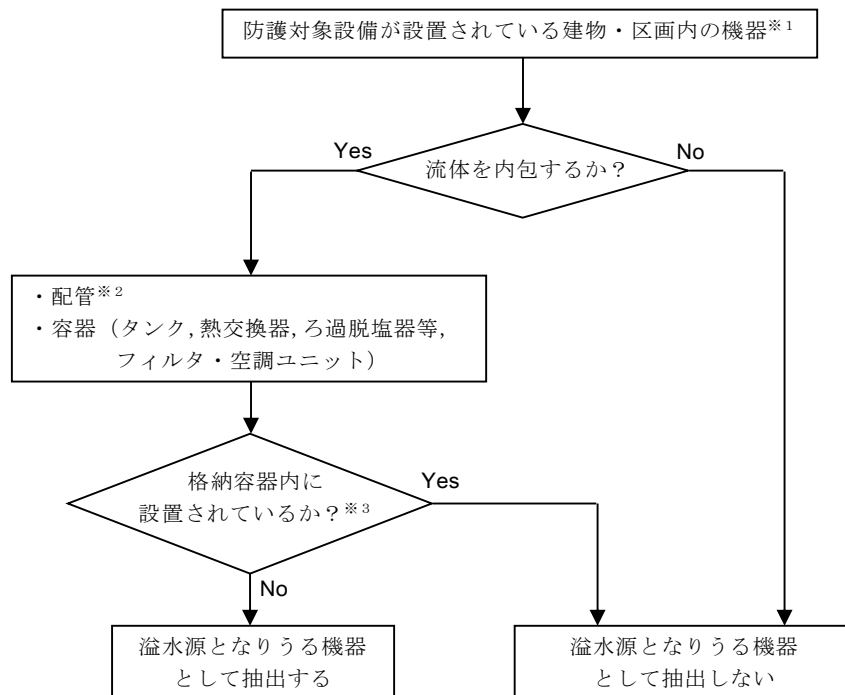 防護対象設備が設置されている建物・区画内の機器※1
Yes
流体を内包するか？
No
・配管※2
・容器（タンク,熱交換器,ろ過脱塩器等,
フィルタ・空調ユニット）
格納容器内に
設置されているか？※3
Yes
No
溢水源となりうる機器
として抽出する
溢水源となりうる機器
として抽出しない